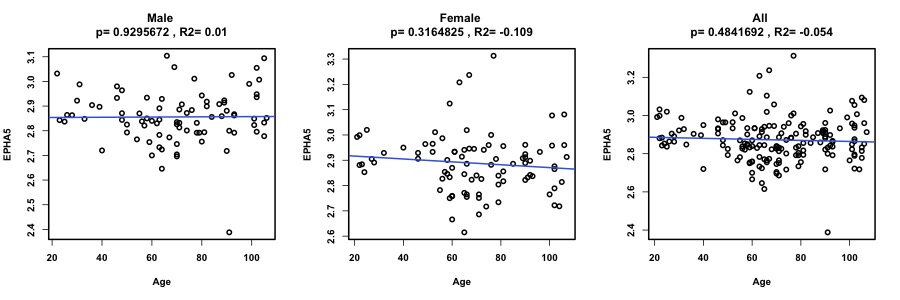 Male
p= 0.9295672 , R2= 0.01
EPHA5
3.1
3.0
2.9
2.8
2.7
2.6
2.5
2.4
20 40 60 80 100
Age
Female
p= 0.3164825 , R2= -0.109
EPHA5
3.3
3.2
3.1
3.0
2.9
2.8
2.7
2.6
20 40 60 80 100
Age
All
p= 0.4841692 , R2= -0.054
EPHA5
3.2
3.0
2.8
2.6
2.4
20 40 60 80 100
Age